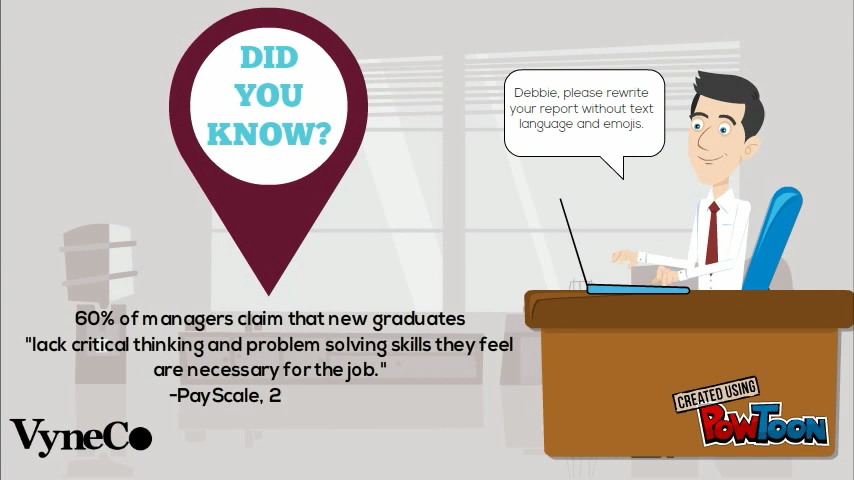 DID
YOU
KNOW?
Debbie, please rewrite
your report without text
language and emojis.
60% of managers claim that new graduates
"lack critical thinking and problem solving skills they feel
are necessary for the job."
-PayScale, 2
VyneCo
CREATED USING
POWTOON